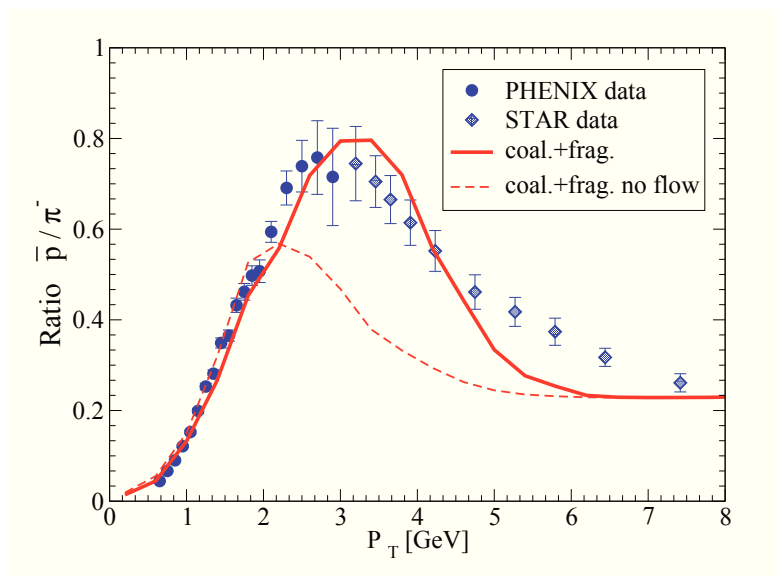 1
0.8
0.6
0.4
0.2
0
Ratio p̅ / π⁻
PHENIX data
STAR data
coal.+frag.
coal.+frag. no flow
0 1 2 3 4 5 6 7 8
P_T [GeV]